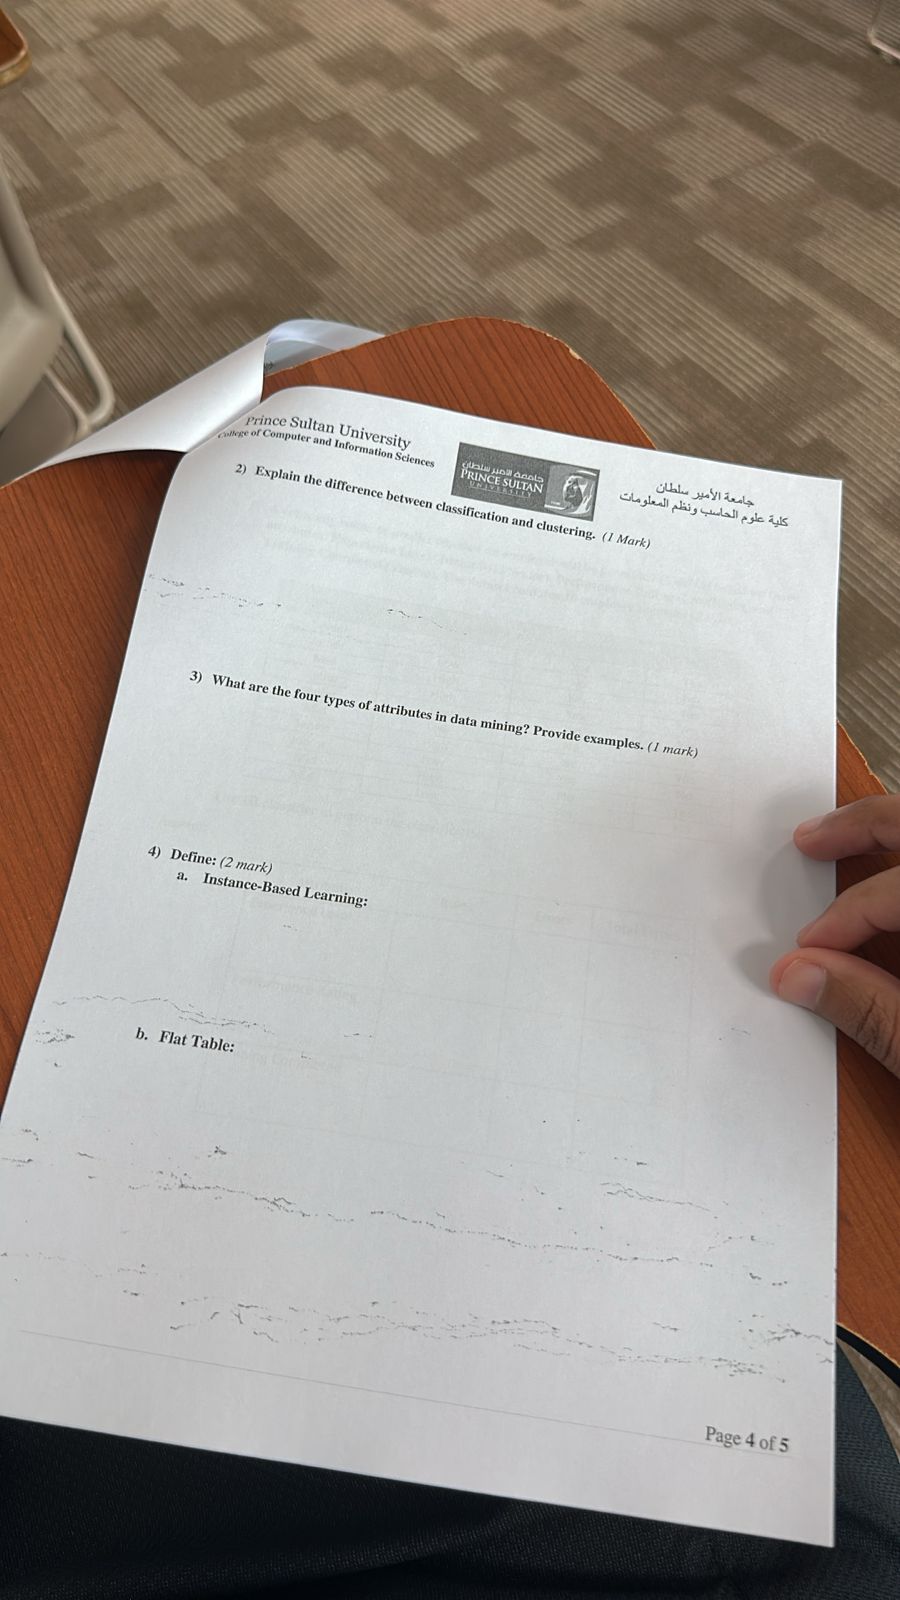 Prince Sultan University
College of Computer and Information Sciences
جامعة الأمير سلطان
PRINCE SULTAN
UNIVERSITY
جامعة الأمير سلطان
كلية علوم الحاسب ونظم المعلومات
2) Explain the difference between classification and clustering. (1 Mark)
3) What are the four types of attributes in data mining? Provide examples. (1 mark)
4) Define: (2 mark)
a. Instance-Based Learning:
b. Flat Table:
Page 4 of 5